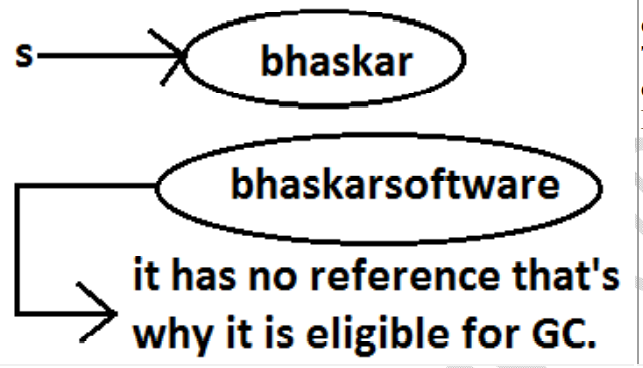 s
bhaskar
bhaskarsoftware
it has no reference that's
why it is eligible for GC.